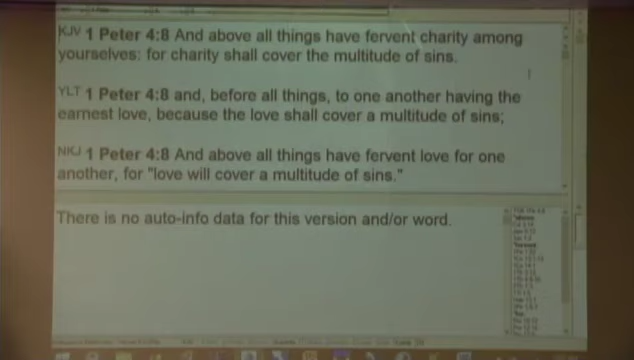 KJV 1 Peter 4:8 And above all things have fervent charity among
yourselves: for charity shall cover the multitude of sins.
YLT 1 Peter 4:8 and, before all things, to one another having the
earnest love, because the love shall cover a multitude of sins;
NKJ 1 Peter 4:8 And above all things have fervent love for one
another, for "love will cover a multitude of sins."
There is no auto-info data for this version and/or word.